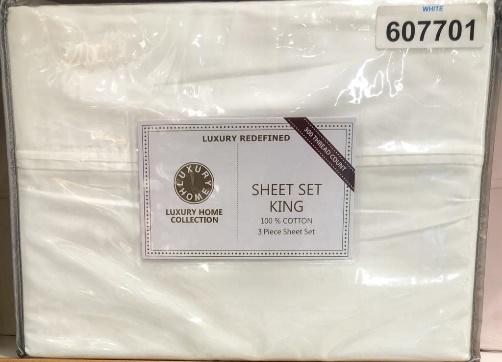 WHITE
607701
LUXURY REDEFINED
300 THREAD COUNT
LUXURY HOME
LUXURY HOME
COLLECTION
SHEET SET
KING
100 % COTTON
3 Piece Sheet Set